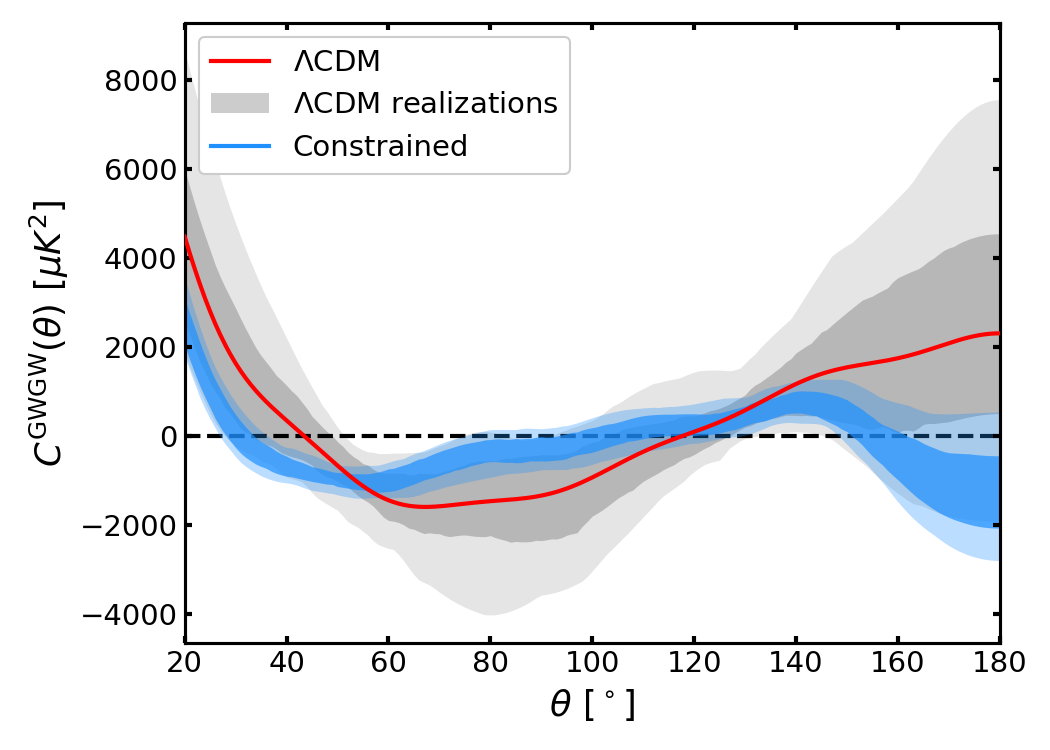 ΛCDM
ΛCDM realizations
Constrained
8000
6000
4000
2000
0
−2000
−4000
C^GWGW(θ) [μK²]
20 40 60 80 100 120 140 160 180
θ [°]